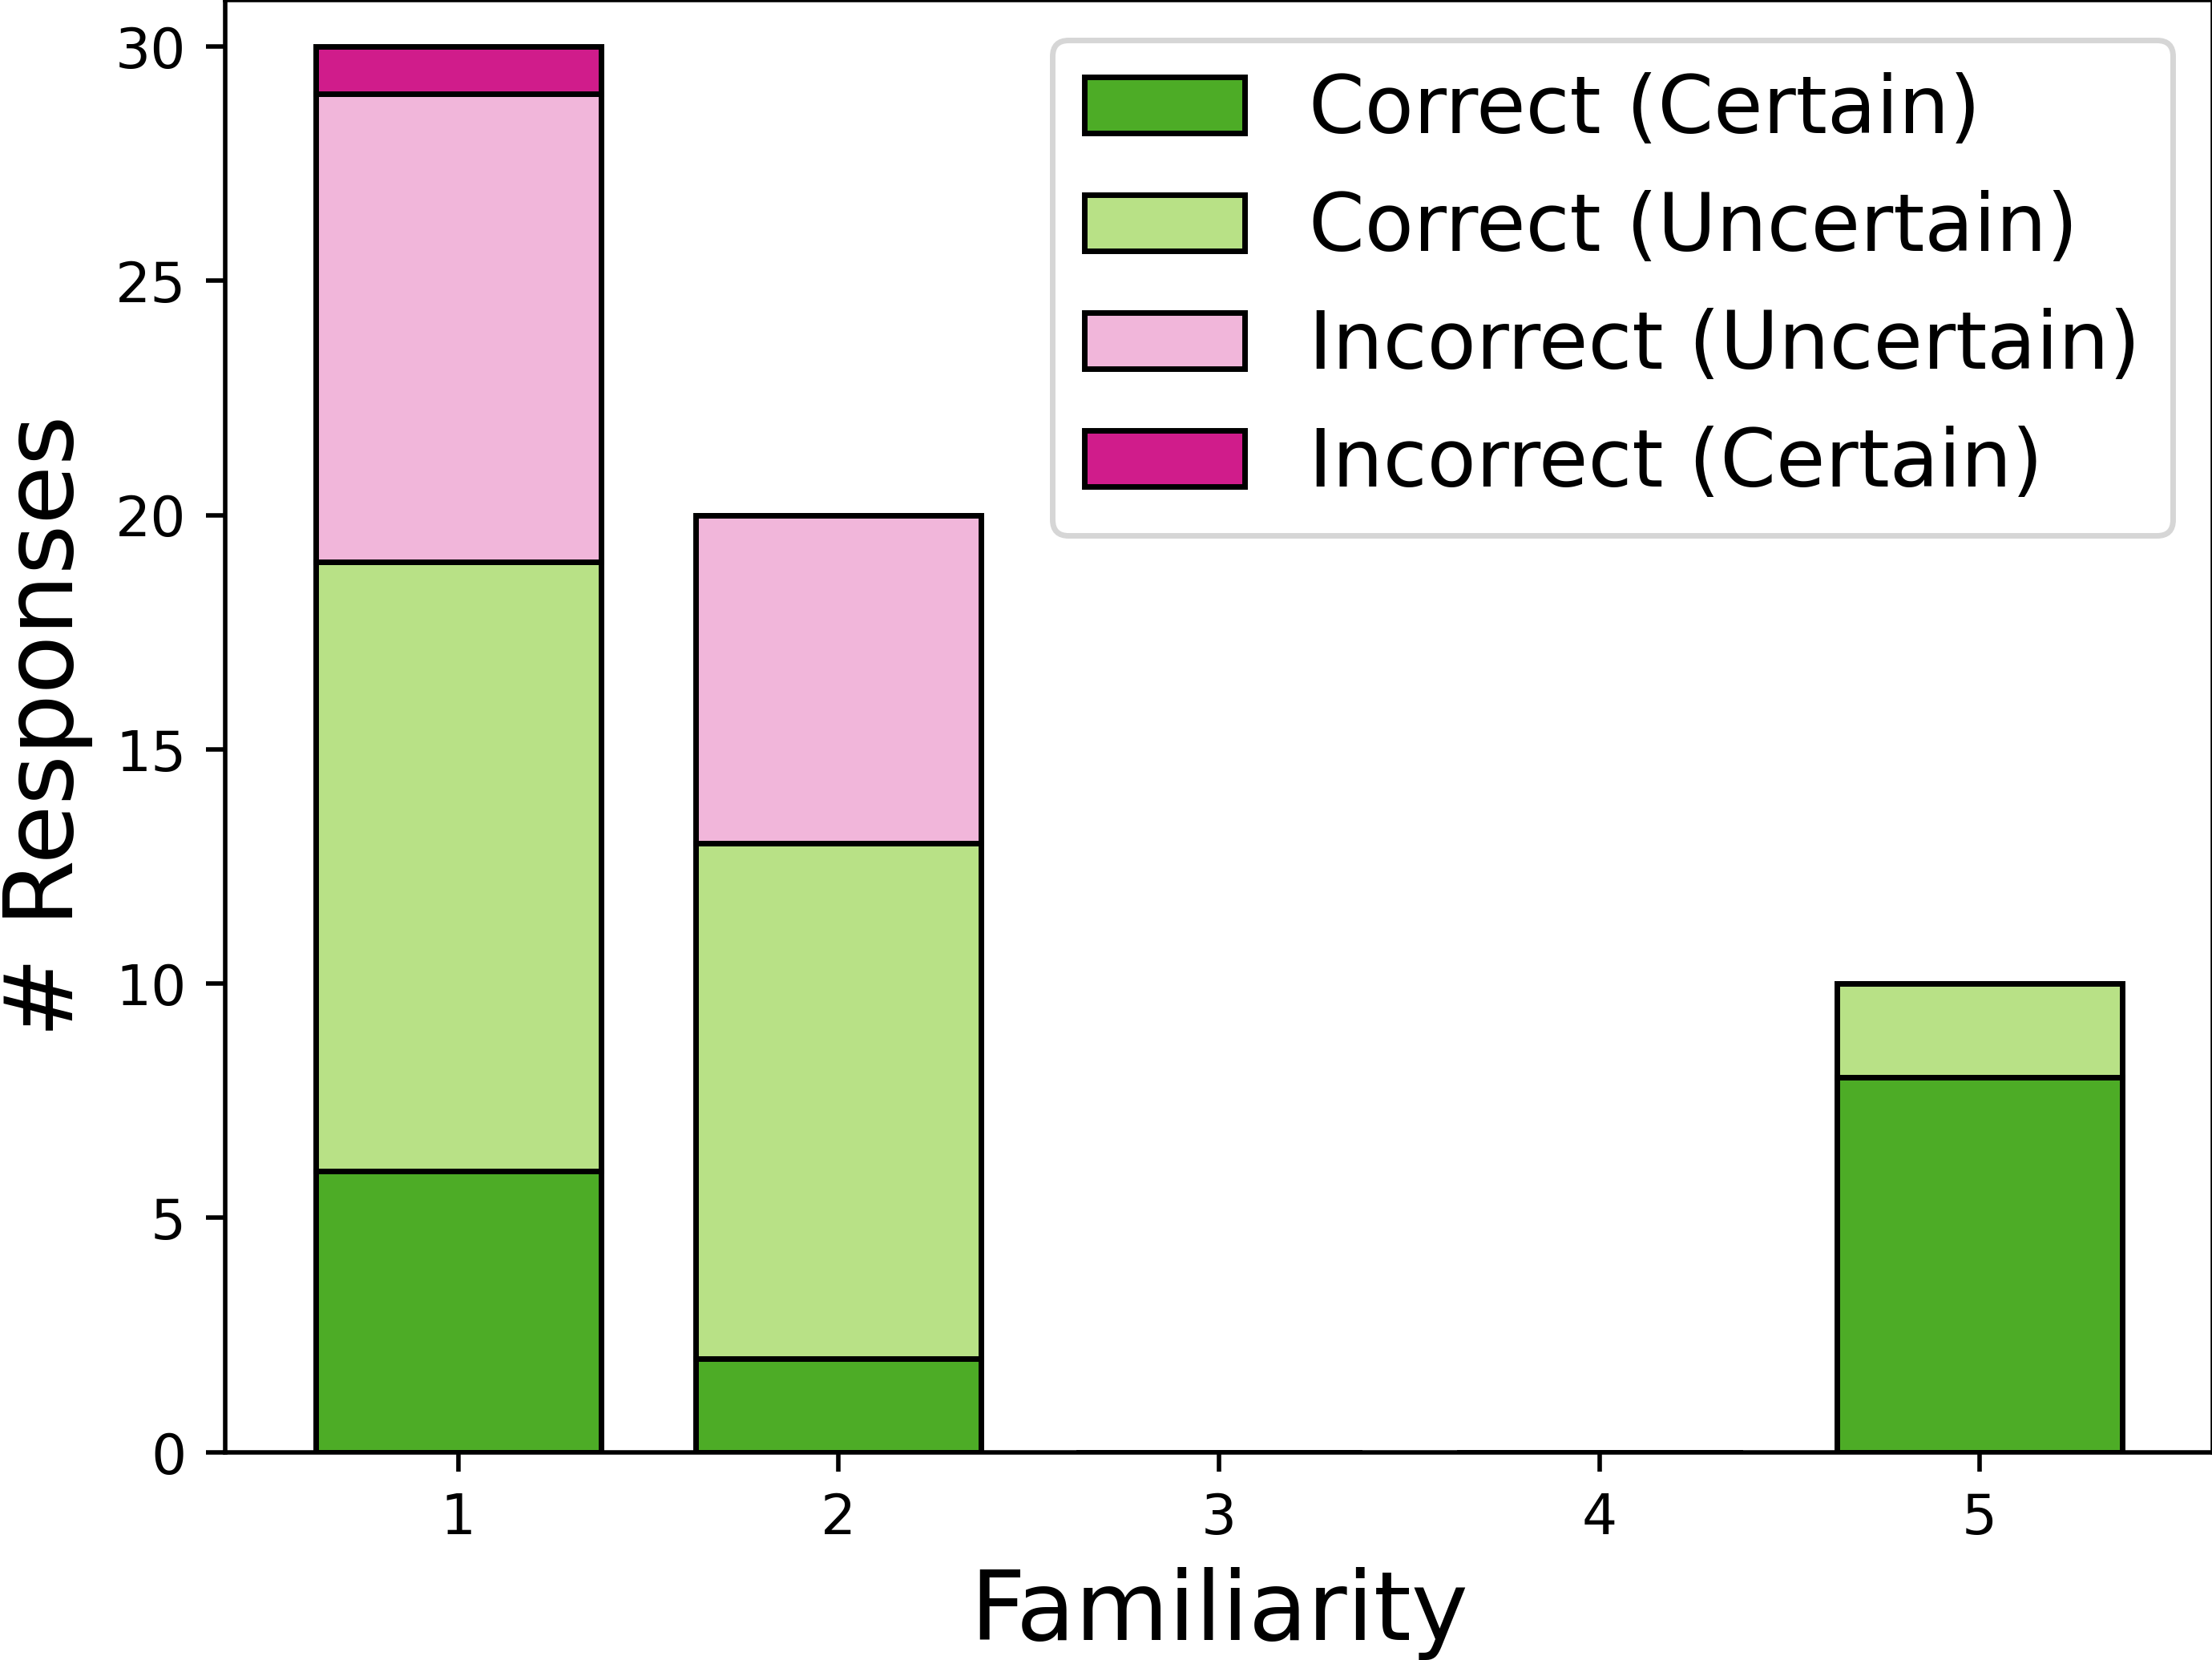 # Responses
30
25
20
15
10
5
0
Correct (Certain)
Correct (Uncertain)
Incorrect (Uncertain)
Incorrect (Certain)
1 2 3 4 5
Familiarity